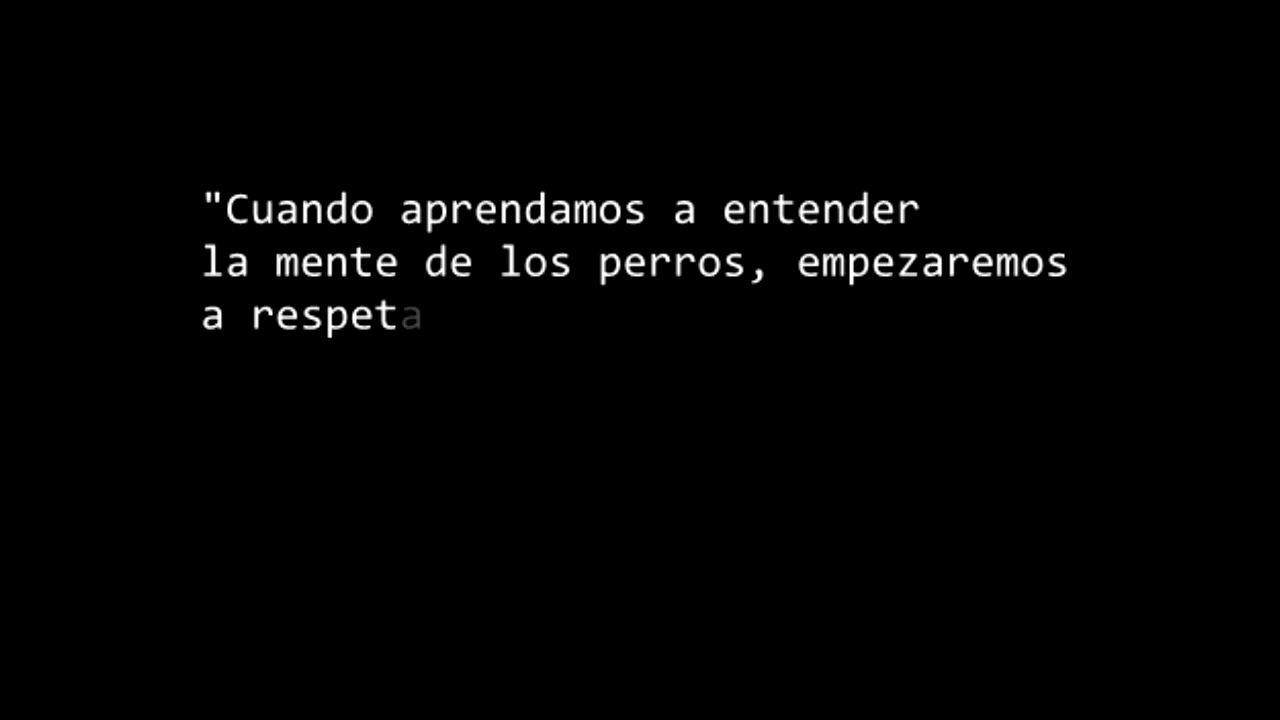 "Cuando aprendamos a entender
la mente de los perros, empezaremos
a respeta